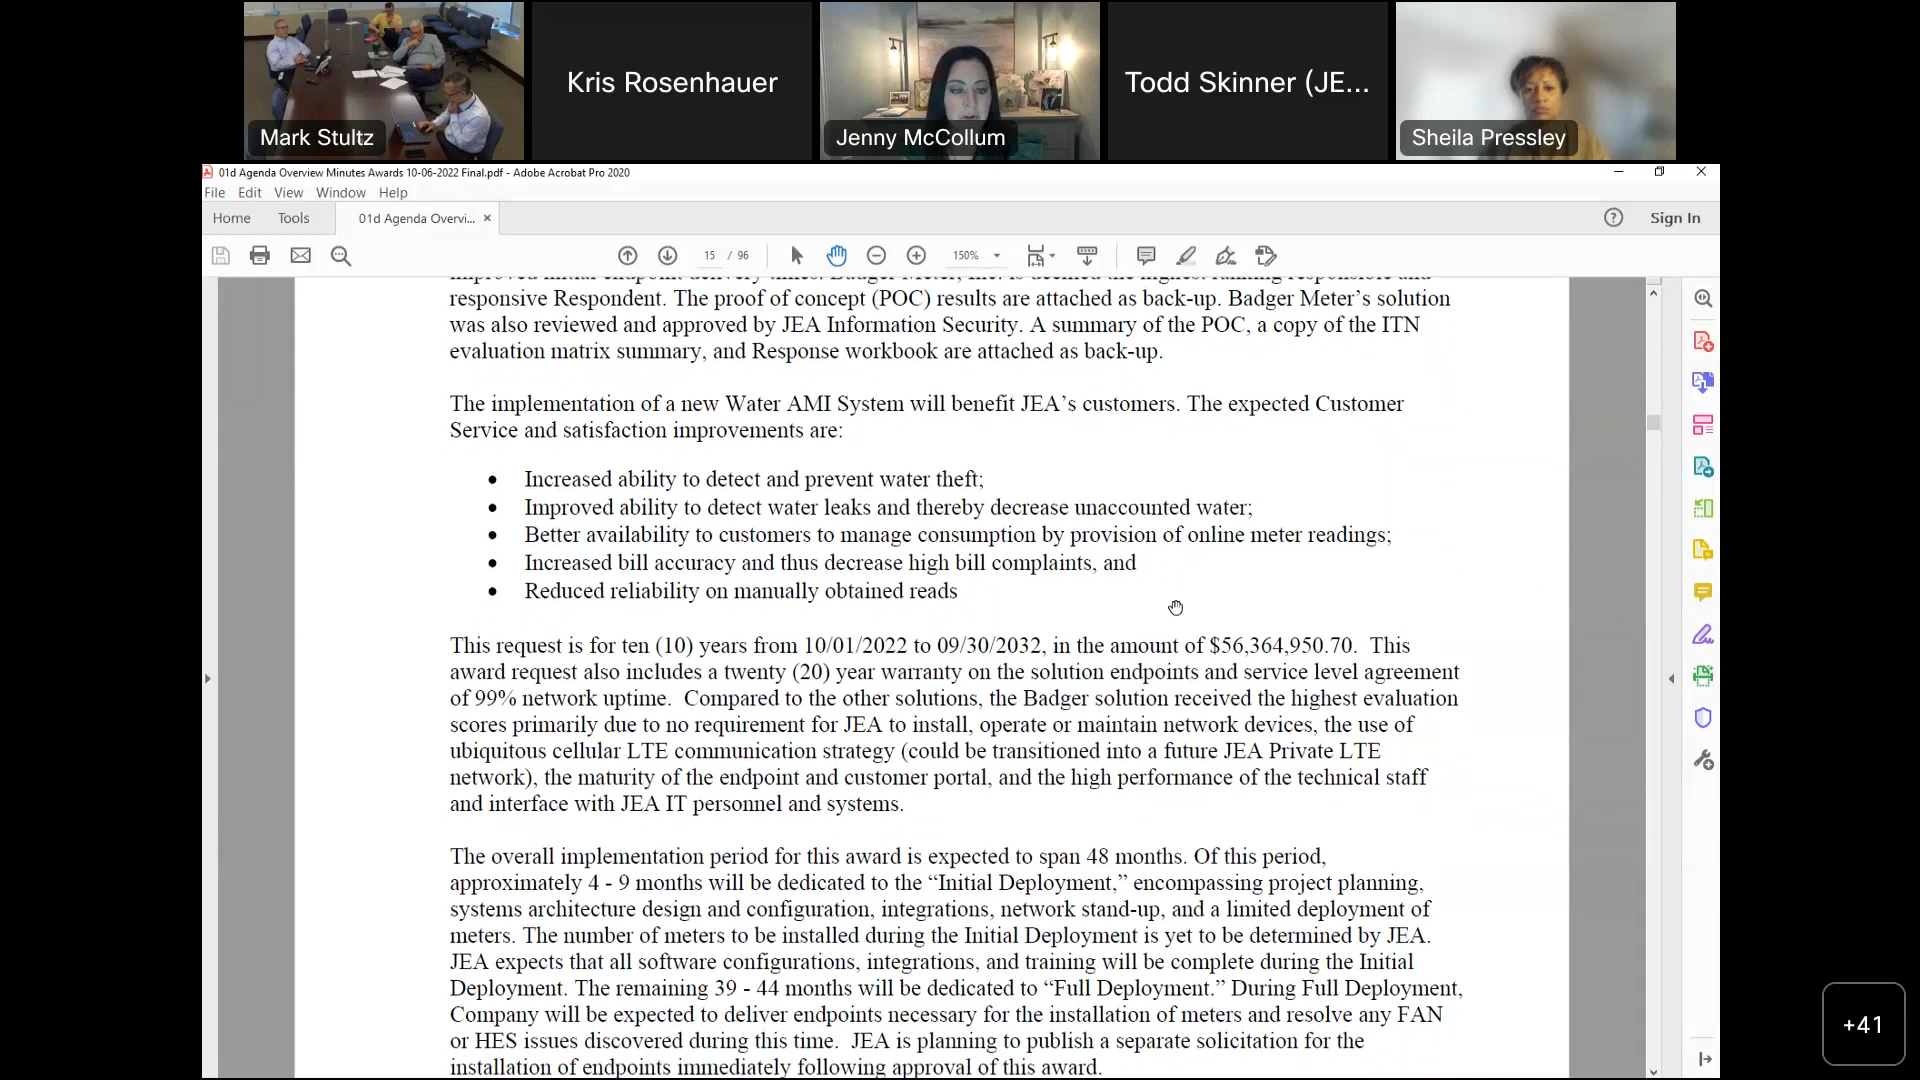 Mark Stultz
Kris Rosenhauer
Jenny McCollum
Todd Skinner (JE...
Sheila Pressley
01d Agenda Overview Minutes Awards 10-06-2022 Final.pdf - Adobe Acrobat Pro 2020
File Edit View Window Help
Home Tools 01d Agenda Overvi... × Sign In
15 / 96 150%
responsive Respondent. The proof of concept (POC) results are attached as back-up. Badger Meter’s solution
was also reviewed and approved by JEA Information Security. A summary of the POC, a copy of the ITN
evaluation matrix summary, and Response workbook are attached as back-up.
The implementation of a new Water AMI System will benefit JEA’s customers. The expected Customer
Service and satisfaction improvements are:
• Increased ability to detect and prevent water theft;
• Improved ability to detect water leaks and thereby decrease unaccounted water;
• Better availability to customers to manage consumption by provision of online meter readings;
• Increased bill accuracy and thus decrease high bill complaints, and
• Reduced reliability on manually obtained reads
This request is for ten (10) years from 10/01/2022 to 09/30/2032, in the amount of $56,364,950.70. This
award request also includes a twenty (20) year warranty on the solution endpoints and service level agreement
of 99% network uptime. Compared to the other solutions, the Badger solution received the highest evaluation
scores primarily due to no requirement for JEA to install, operate or maintain network devices, the use of
ubiquitous cellular LTE communication strategy (could be transitioned into a future JEA Private LTE
network), the maturity of the endpoint and customer portal, and the high performance of the technical staff
and interface with JEA IT personnel and systems.
The overall implementation period for this award is expected to span 48 months. Of this period,
approximately 4 - 9 months will be dedicated to the “Initial Deployment,” encompassing project planning,
systems architecture design and configuration, integrations, network stand-up, and a limited deployment of
meters. The number of meters to be installed during the Initial Deployment is yet to be determined by JEA.
JEA expects that all software configurations, integrations, and training will be complete during the Initial
Deployment. The remaining 39 - 44 months will be dedicated to “Full Deployment.” During Full Deployment,
Company will be expected to deliver endpoints necessary for the installation of meters and resolve any FAN
or HES issues discovered during this time. JEA is planning to publish a separate solicitation for the
installation of endpoints immediately following approval of this award.
+41